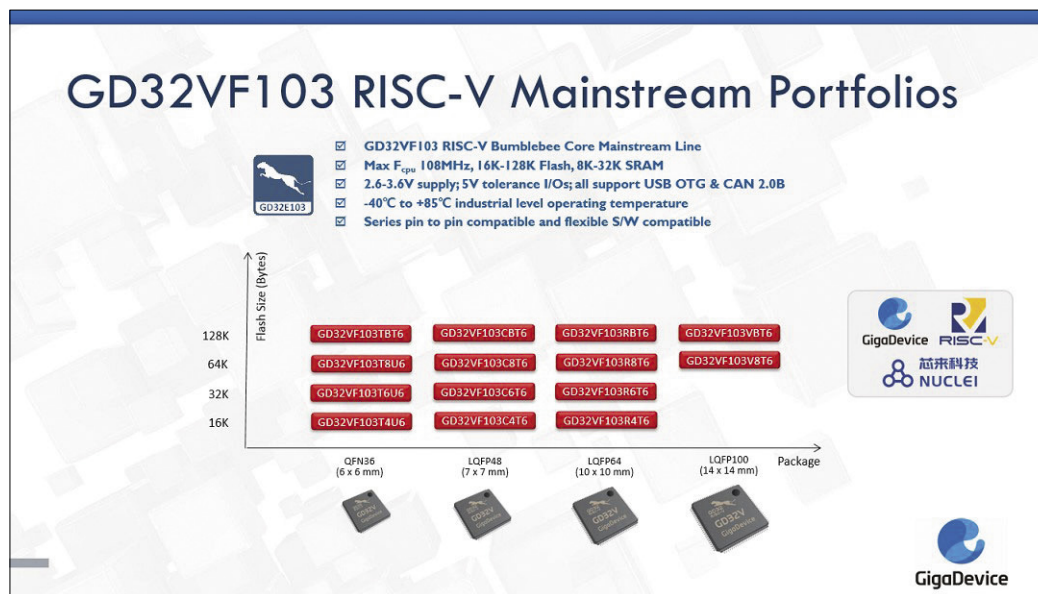 GD32VF103 RISC-V Mainstream Portfolios
GD32VF103 RISC-V Bumblebee Core Mainstream Line
Max Fcpu 108MHz, 16K-128K Flash, 8K-32K SRAM
2.6-3.6V supply; 5V tolerance I/Os; all support USB OTG & CAN 2.0B
-40℃ to +85℃ industrial level operating temperature
Series pin to pin compatible and flexible S/W compatible
GD32E103
Flash Size (Bytes)
128K GD32VF103TBT6 GD32VF103CBT6 GD32VF103RBT6 GD32VF103VBT6
64K GD32VF103T8U6 GD32VF103C8T6 GD32VF103R8T6 GD32VF103V8T6
32K GD32VF103T6U6 GD32VF103C6T6 GD32VF103R6T6
16K GD32VF103T4U6 GD32VF103C4T6 GD32VF103R4T6
QFN36 LQFP48 LQFP64 LQFP100 Package
(6 x 6 mm) (7 x 7 mm) (10 x 10 mm) (14 x 14 mm)
GD32V GD32V GD32V GD32V
GigaDevice GigaDevice GigaDevice GigaDevice
GigaDevice RISC-V
芯来科技
NUCLEI
GigaDevice